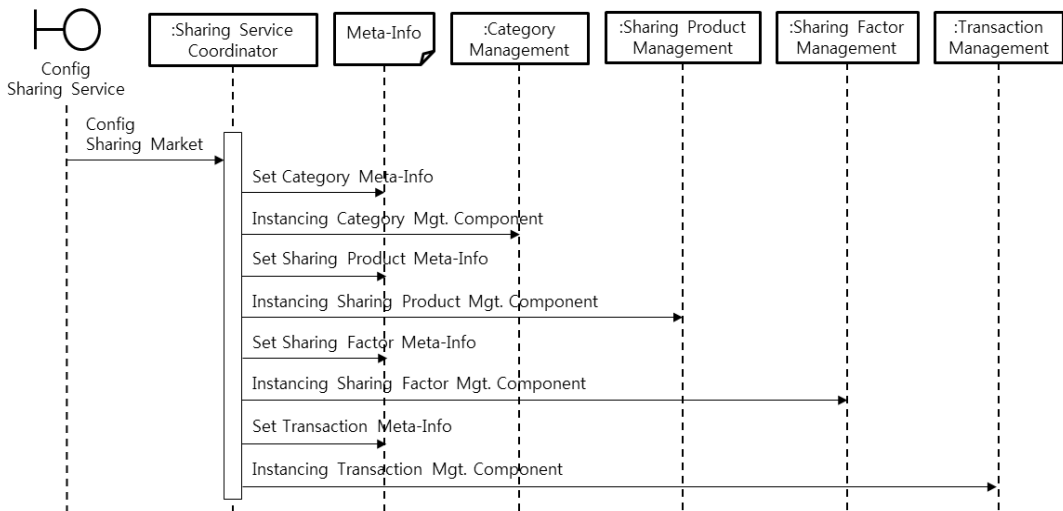 Config
Sharing Service
:Sharing Service
Coordinator
Meta-Info
:Category
Management
:Sharing Product
Management
:Sharing Factor
Management
:Transaction
Management
Config
Sharing Market
Set Category Meta-Info
Instancing Category Mgt. Component
Set Sharing Product Meta-Info
Instancing Sharing Product Mgt. Component
Set Sharing Factor Meta-Info
Instancing Sharing Factor Mgt. Component
Set Transaction Meta-Info
Instancing Transaction Mgt. Component